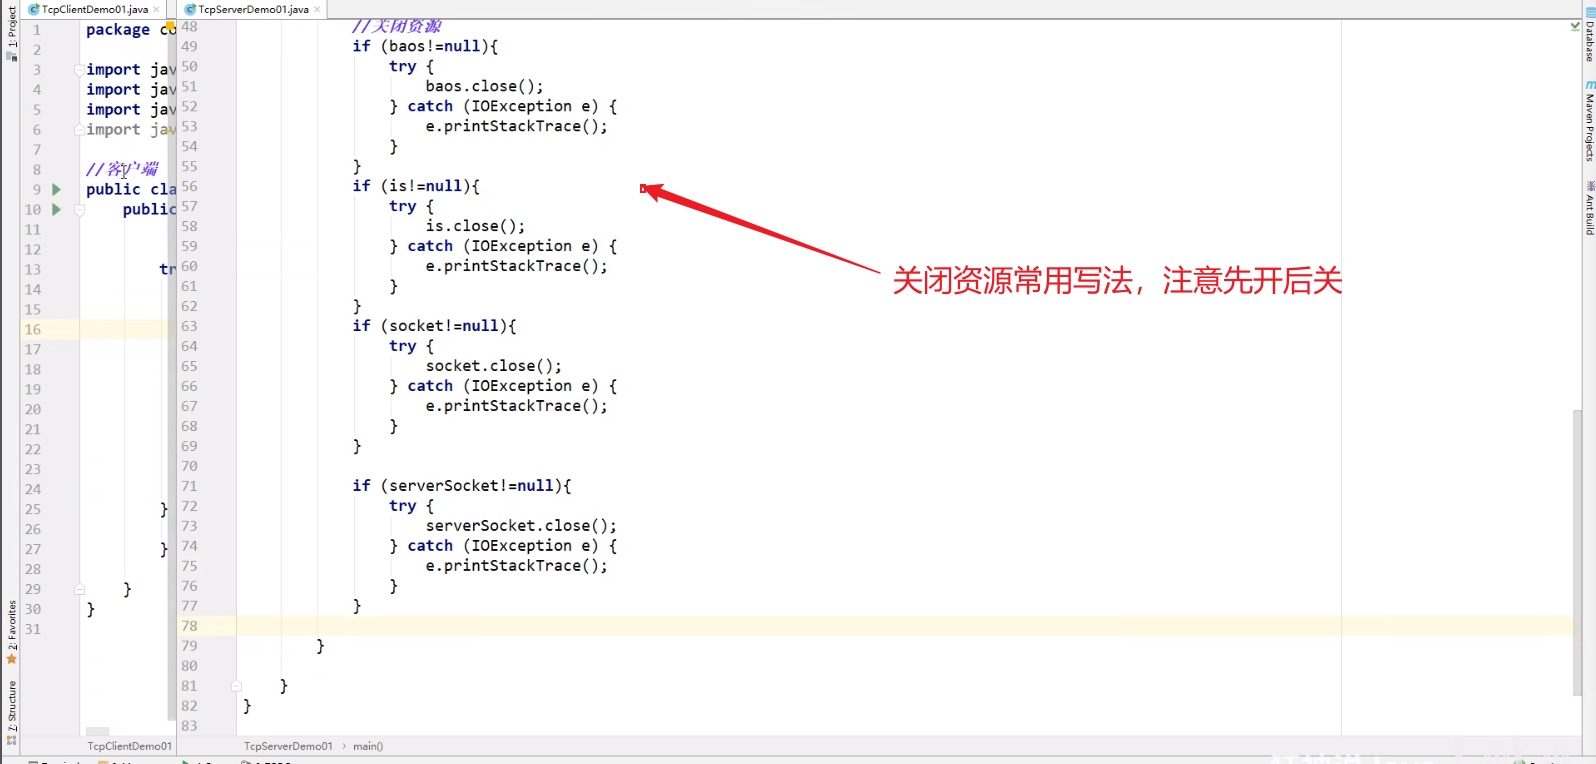 TcpClientDemo01.java
TcpServerDemo01.java
1: Project
2: Favorites
7: Structure
1 package co
2
3 import jav
4 import jav
5 import jav
6 import jav
7
8 //客户端
9 public cla
10 public
11
12
13 tr
14
15
16
17
18
19
20
21
22
23
24
25 }
26
27 }
28
29 }
30 }
31
48 //关闭资源
49 if (baos!=null){
50 try {
51 baos.close();
52 } catch (IOException e) {
53 e.printStackTrace();
54 }
55 }
56 if (is!=null){
57 try {
58 is.close();
59 } catch (IOException e) {
60 e.printStackTrace();
61 }
62 }
63 if (socket!=null){
64 try {
65 socket.close();
66 } catch (IOException e) {
67 e.printStackTrace();
68 }
69 }
70
71 if (serverSocket!=null){
72 try {
73 serverSocket.close();
74 } catch (IOException e) {
75 e.printStackTrace();
76 }
77 }
78
79 }
80
81 }
82 }
83
关闭资源常用写法，注意先开后关
Database
Maven Projects
Ant Build
TcpClientDemo01
TcpServerDemo01 › main()